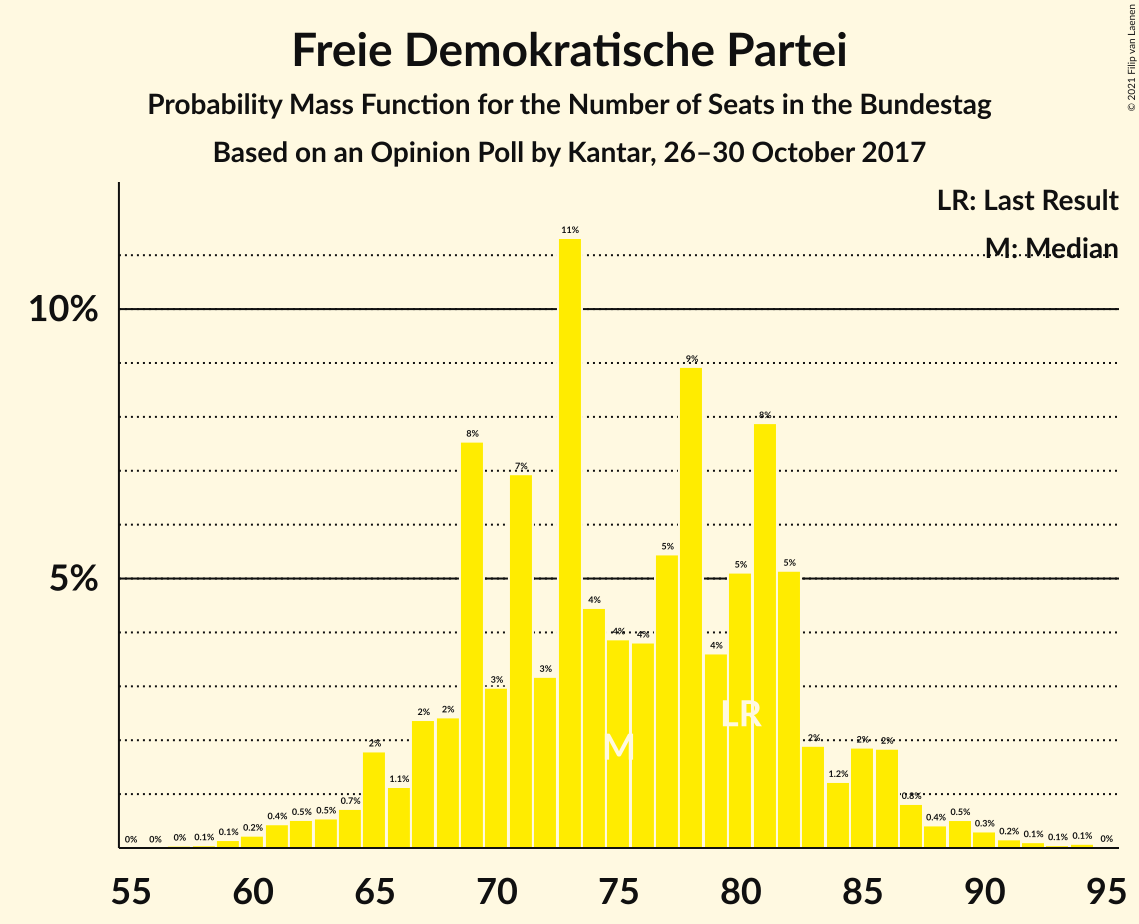 © 2021 Filip van Laenen
Freie Demokratische Partei
Probability Mass Function for the Number of Seats in the Bundestag
Based on an Opinion Poll by Kantar, 26–30 October 2017
LR: Last Result
M: Median
10%
5%
0% 0% 0% 0.1% 0.1% 0.2% 0.4% 0.5% 0.5% 0.7% 2% 1.1% 2% 2% 8% 3% 7% 3% 11% 4% 4% 4% 5% 9% 4% 5% 8% 5% 2% 1.2% 2% 2% 0.8% 0.4% 0.5% 0.3% 0.2% 0.1% 0.1% 0.1% 0%
LR
M
55 60 65 70 75 80 85 90 95